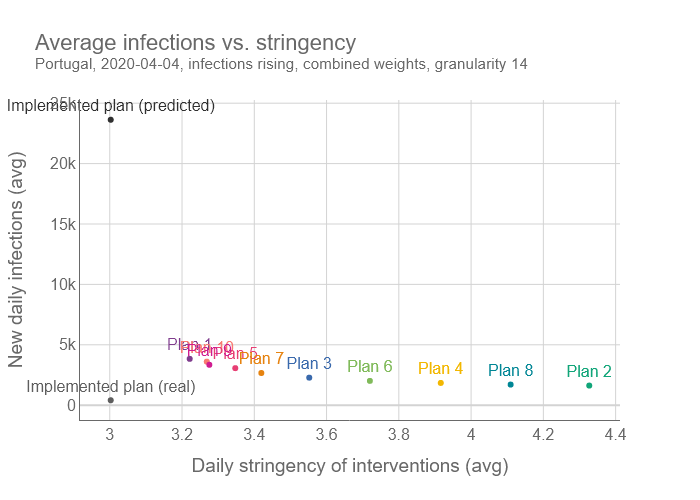 Average infections vs. stringency
Portugal, 2020-04-04, infections rising, combined weights, granularity 14
New daily infections (avg)
25k
20k
15k
10k
5k
0
Implemented plan (predicted)
Plan 1
Plan 10
Plan 9
Plan 5
Plan 7
Plan 3
Plan 6
Plan 4
Plan 8
Plan 2
Implemented plan (real)
3
3.2
3.4
3.6
3.8
4
4.2
4.4
Daily stringency of interventions (avg)